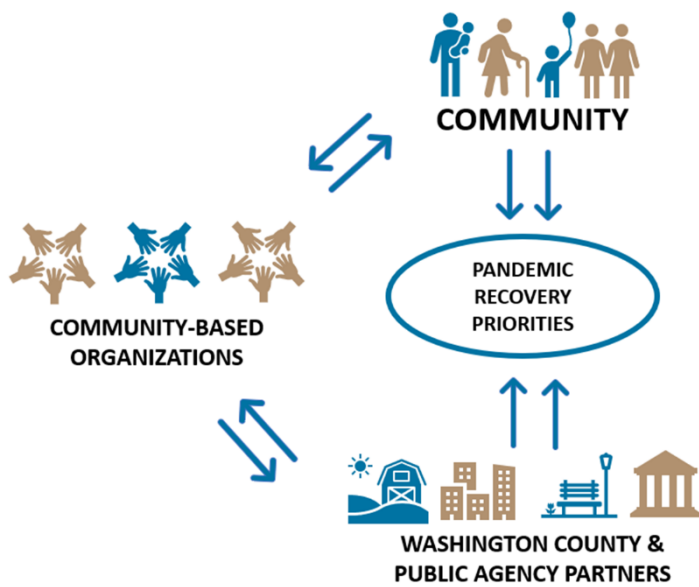 COMMUNITY
PANDEMIC
RECOVERY
PRIORITIES
COMMUNITY-BASED
ORGANIZATIONS
WASHINGTON COUNTY &
PUBLIC AGENCY PARTNERS